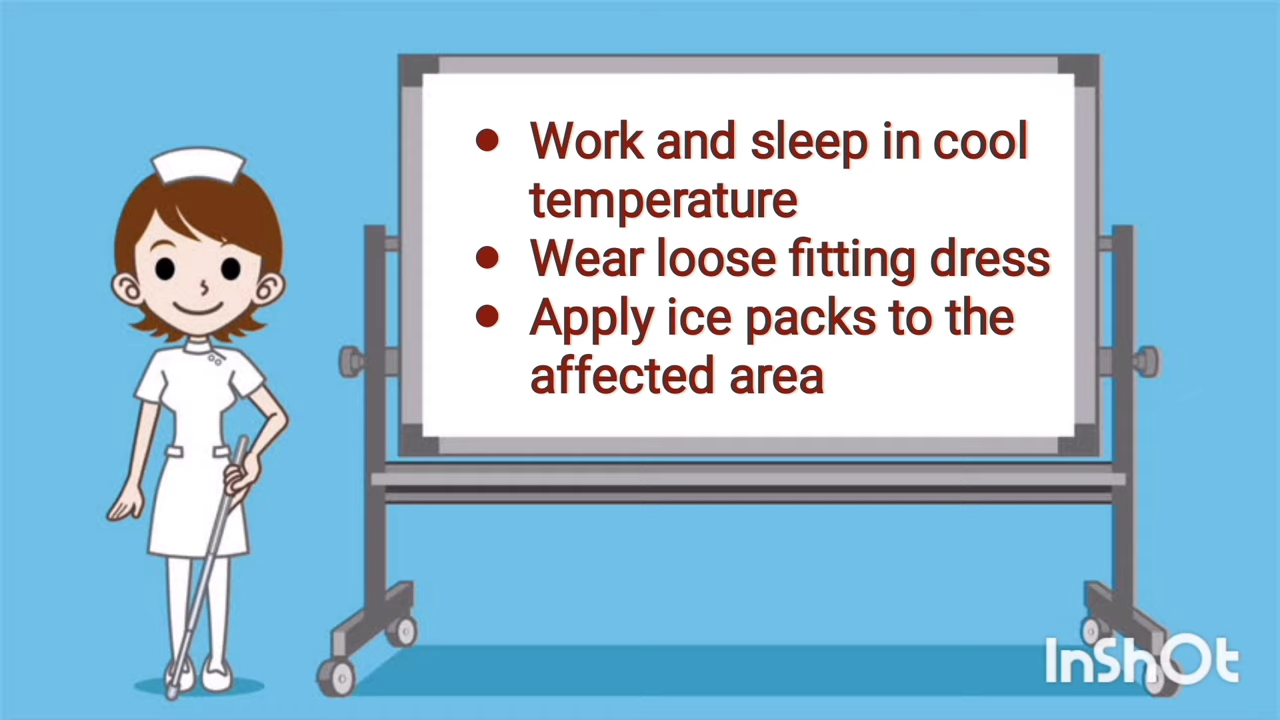 ● Work and sleep in cool
temperature
● Wear loose fitting dress
● Apply ice packs to the
affected area
InShOt